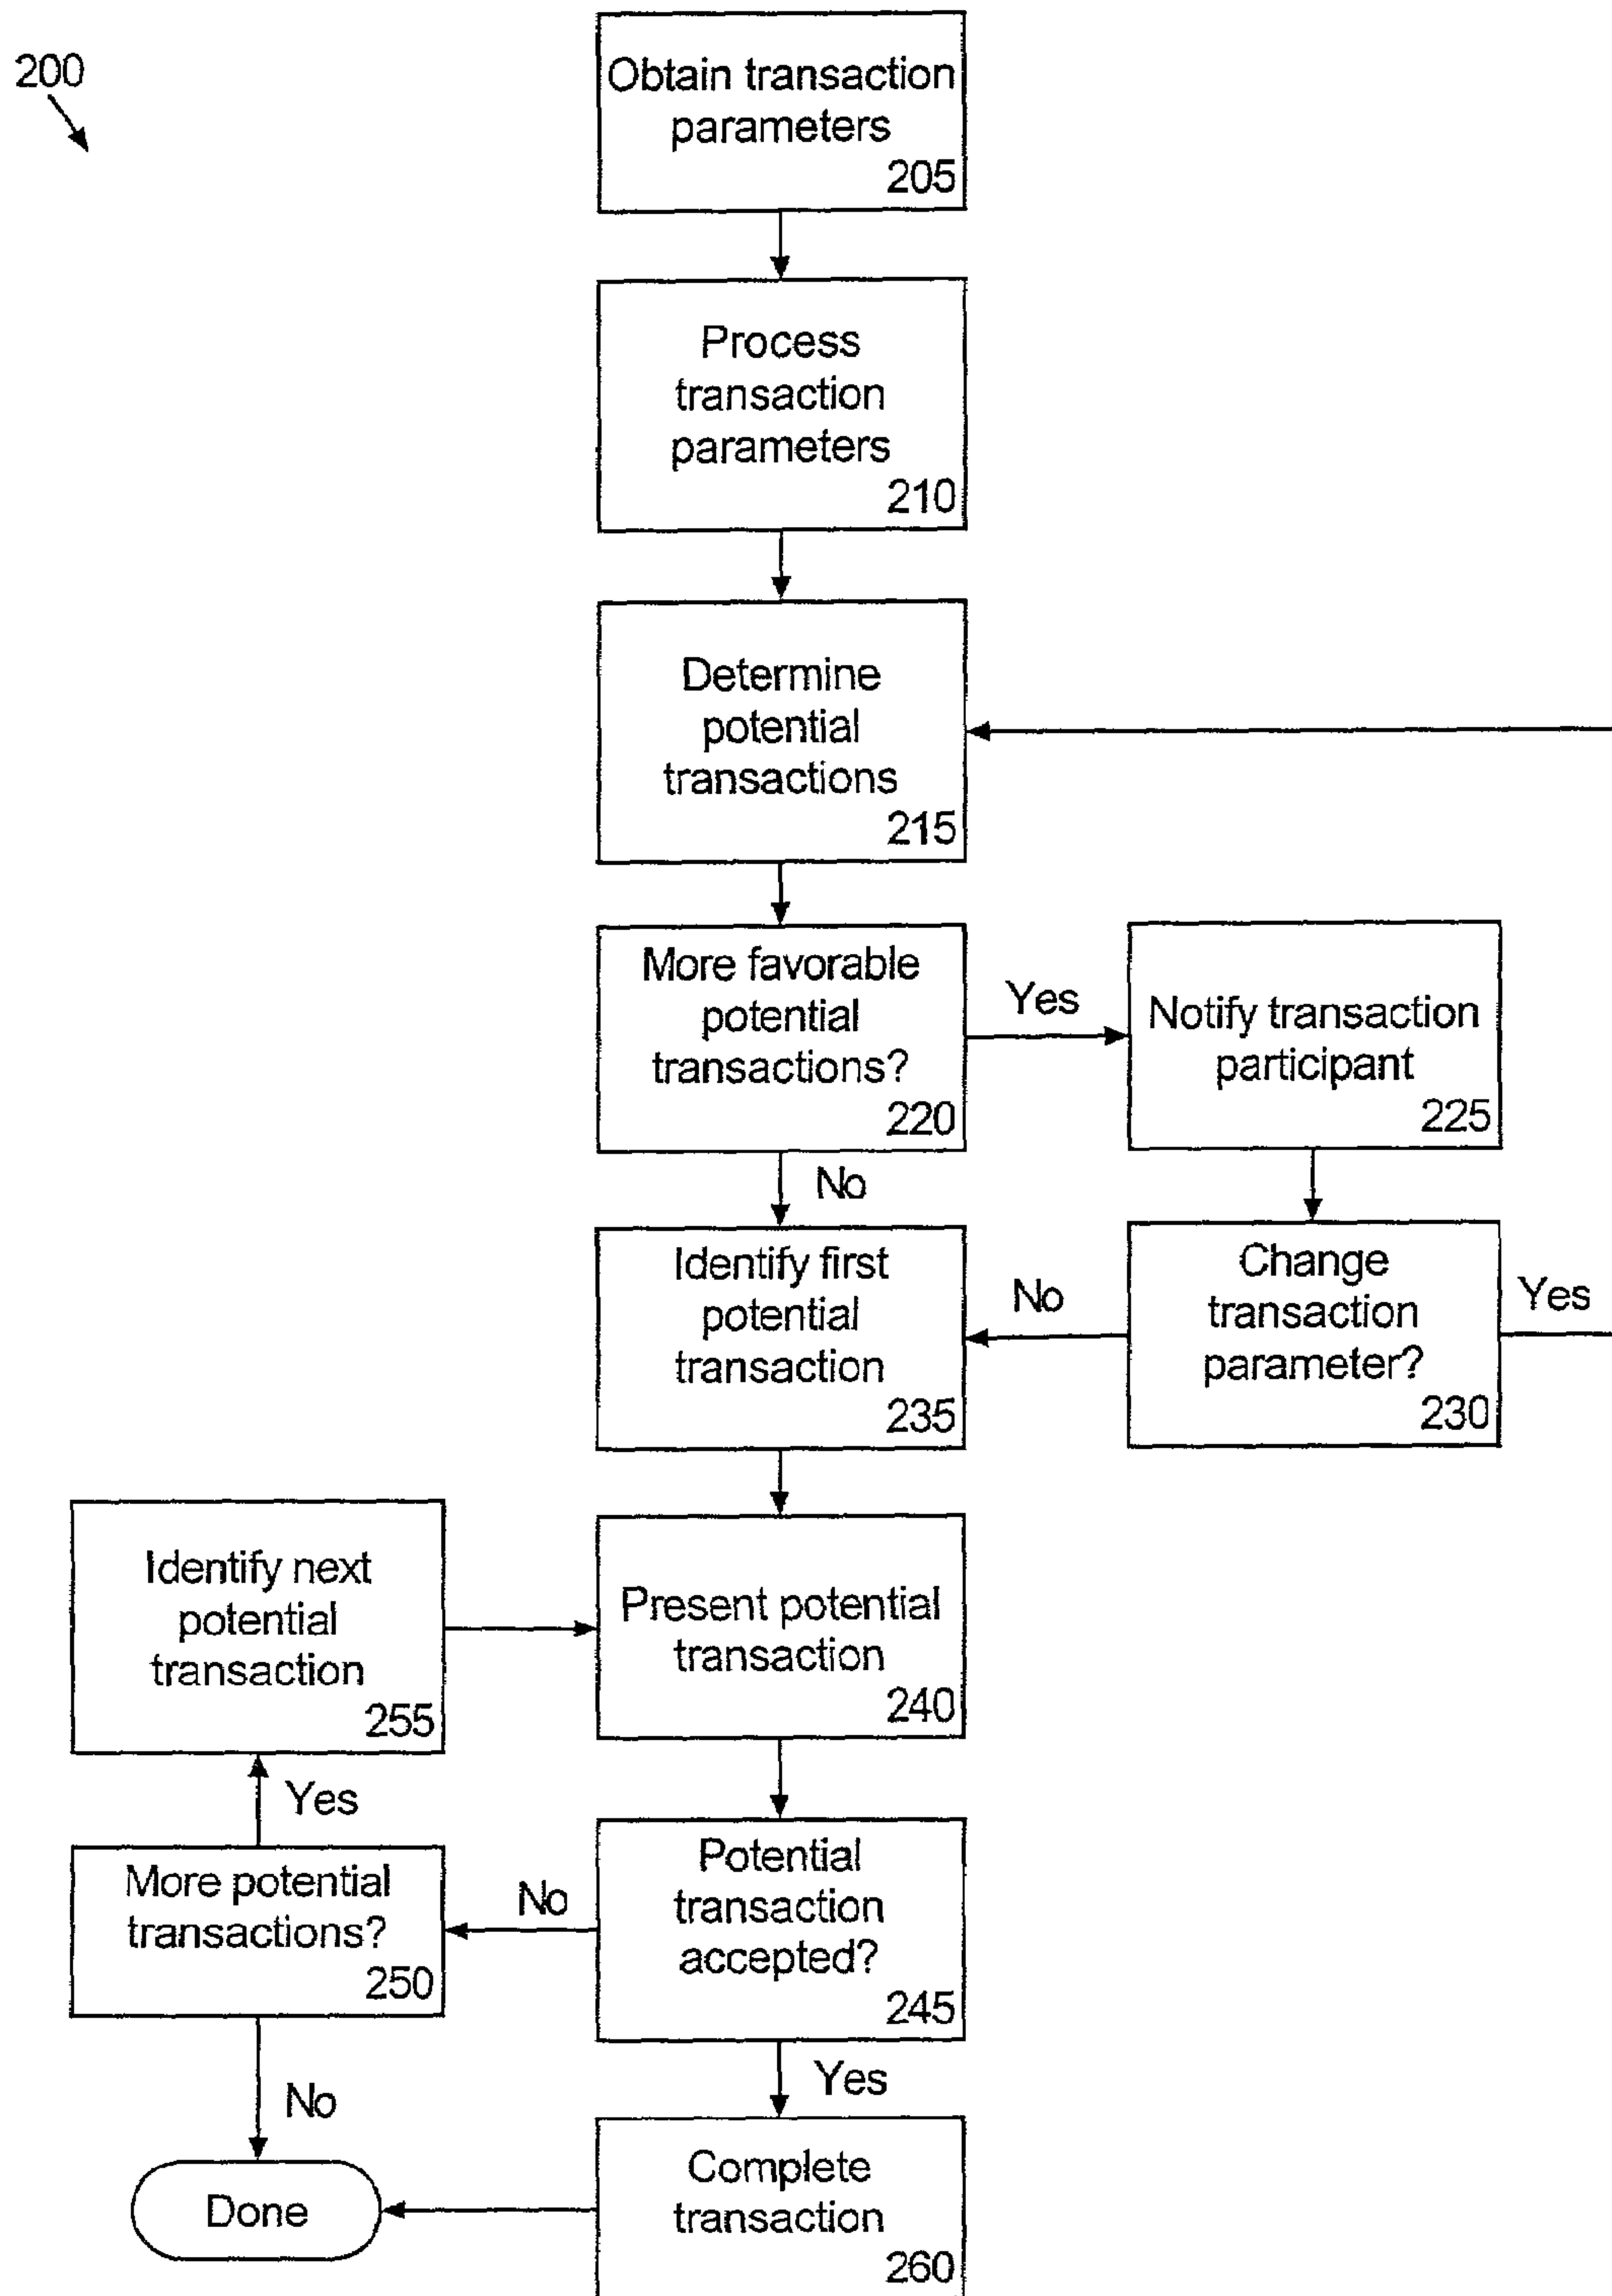 200
Obtain transaction
parameters
205
Process
transaction
parameters
210
Determine
potential
transactions
215
More favorable
potential
transactions?
220
Yes
Notify transaction
participant
225
No
Identify first
potential
transaction
235
No
Change
transaction
parameter?
230
Yes
Identify next
potential
transaction
255
Present potential
transaction
240
Yes
More potential
transactions?
250
No
Potential
transaction
accepted?
245
No
Yes
Done
Complete
transaction
260